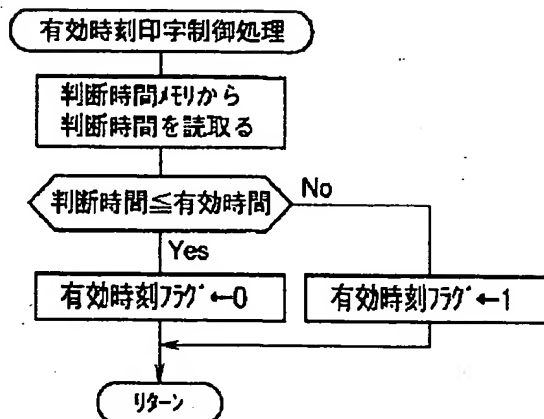 有効時刻印字制御処理
判断時間メモリから
判断時間を読取る
判断時間≦有効時間
No
Yes
有効時刻フラグ←0
有効時刻フラグ←1
リターン